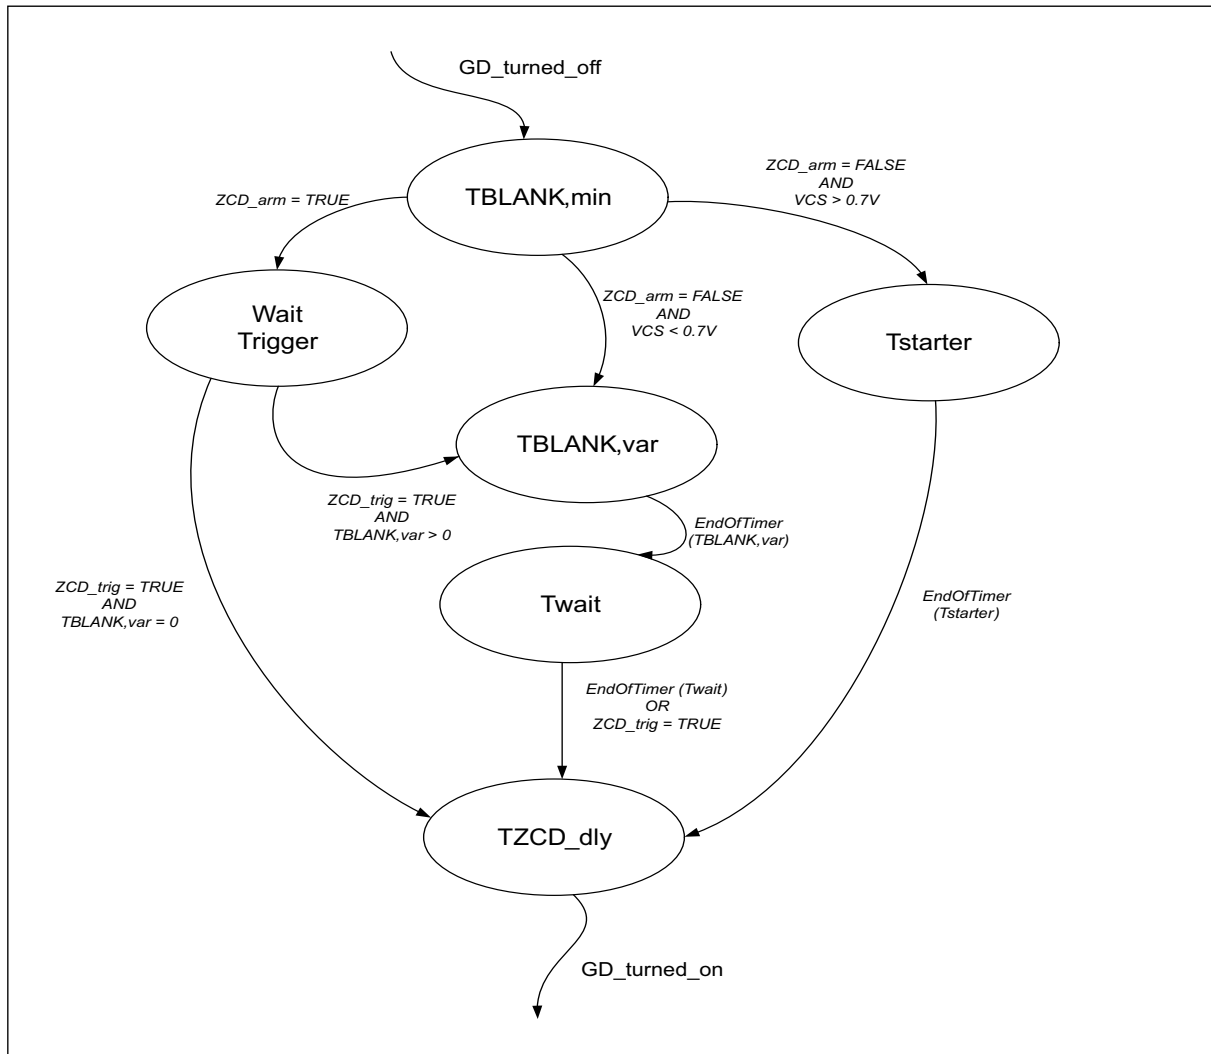 GD_turned_off
TBLANK,min
ZCD_arm = TRUE
ZCD_arm = FALSE
AND
VCS > 0.7V
ZCD_arm = FALSE
AND
VCS < 0.7V
Wait
Trigger
Tstarter
TBLANK,var
ZCD_trig = TRUE
AND
TBLANK,var > 0
EndOfTimer
(TBLANK,var)
Twait
ZCD_trig = TRUE
AND
TBLANK,var = 0
EndOfTimer
(Tstarter)
EndOfTimer (Twait)
OR
ZCD_trig = TRUE
TZCD_dly
GD_turned_on